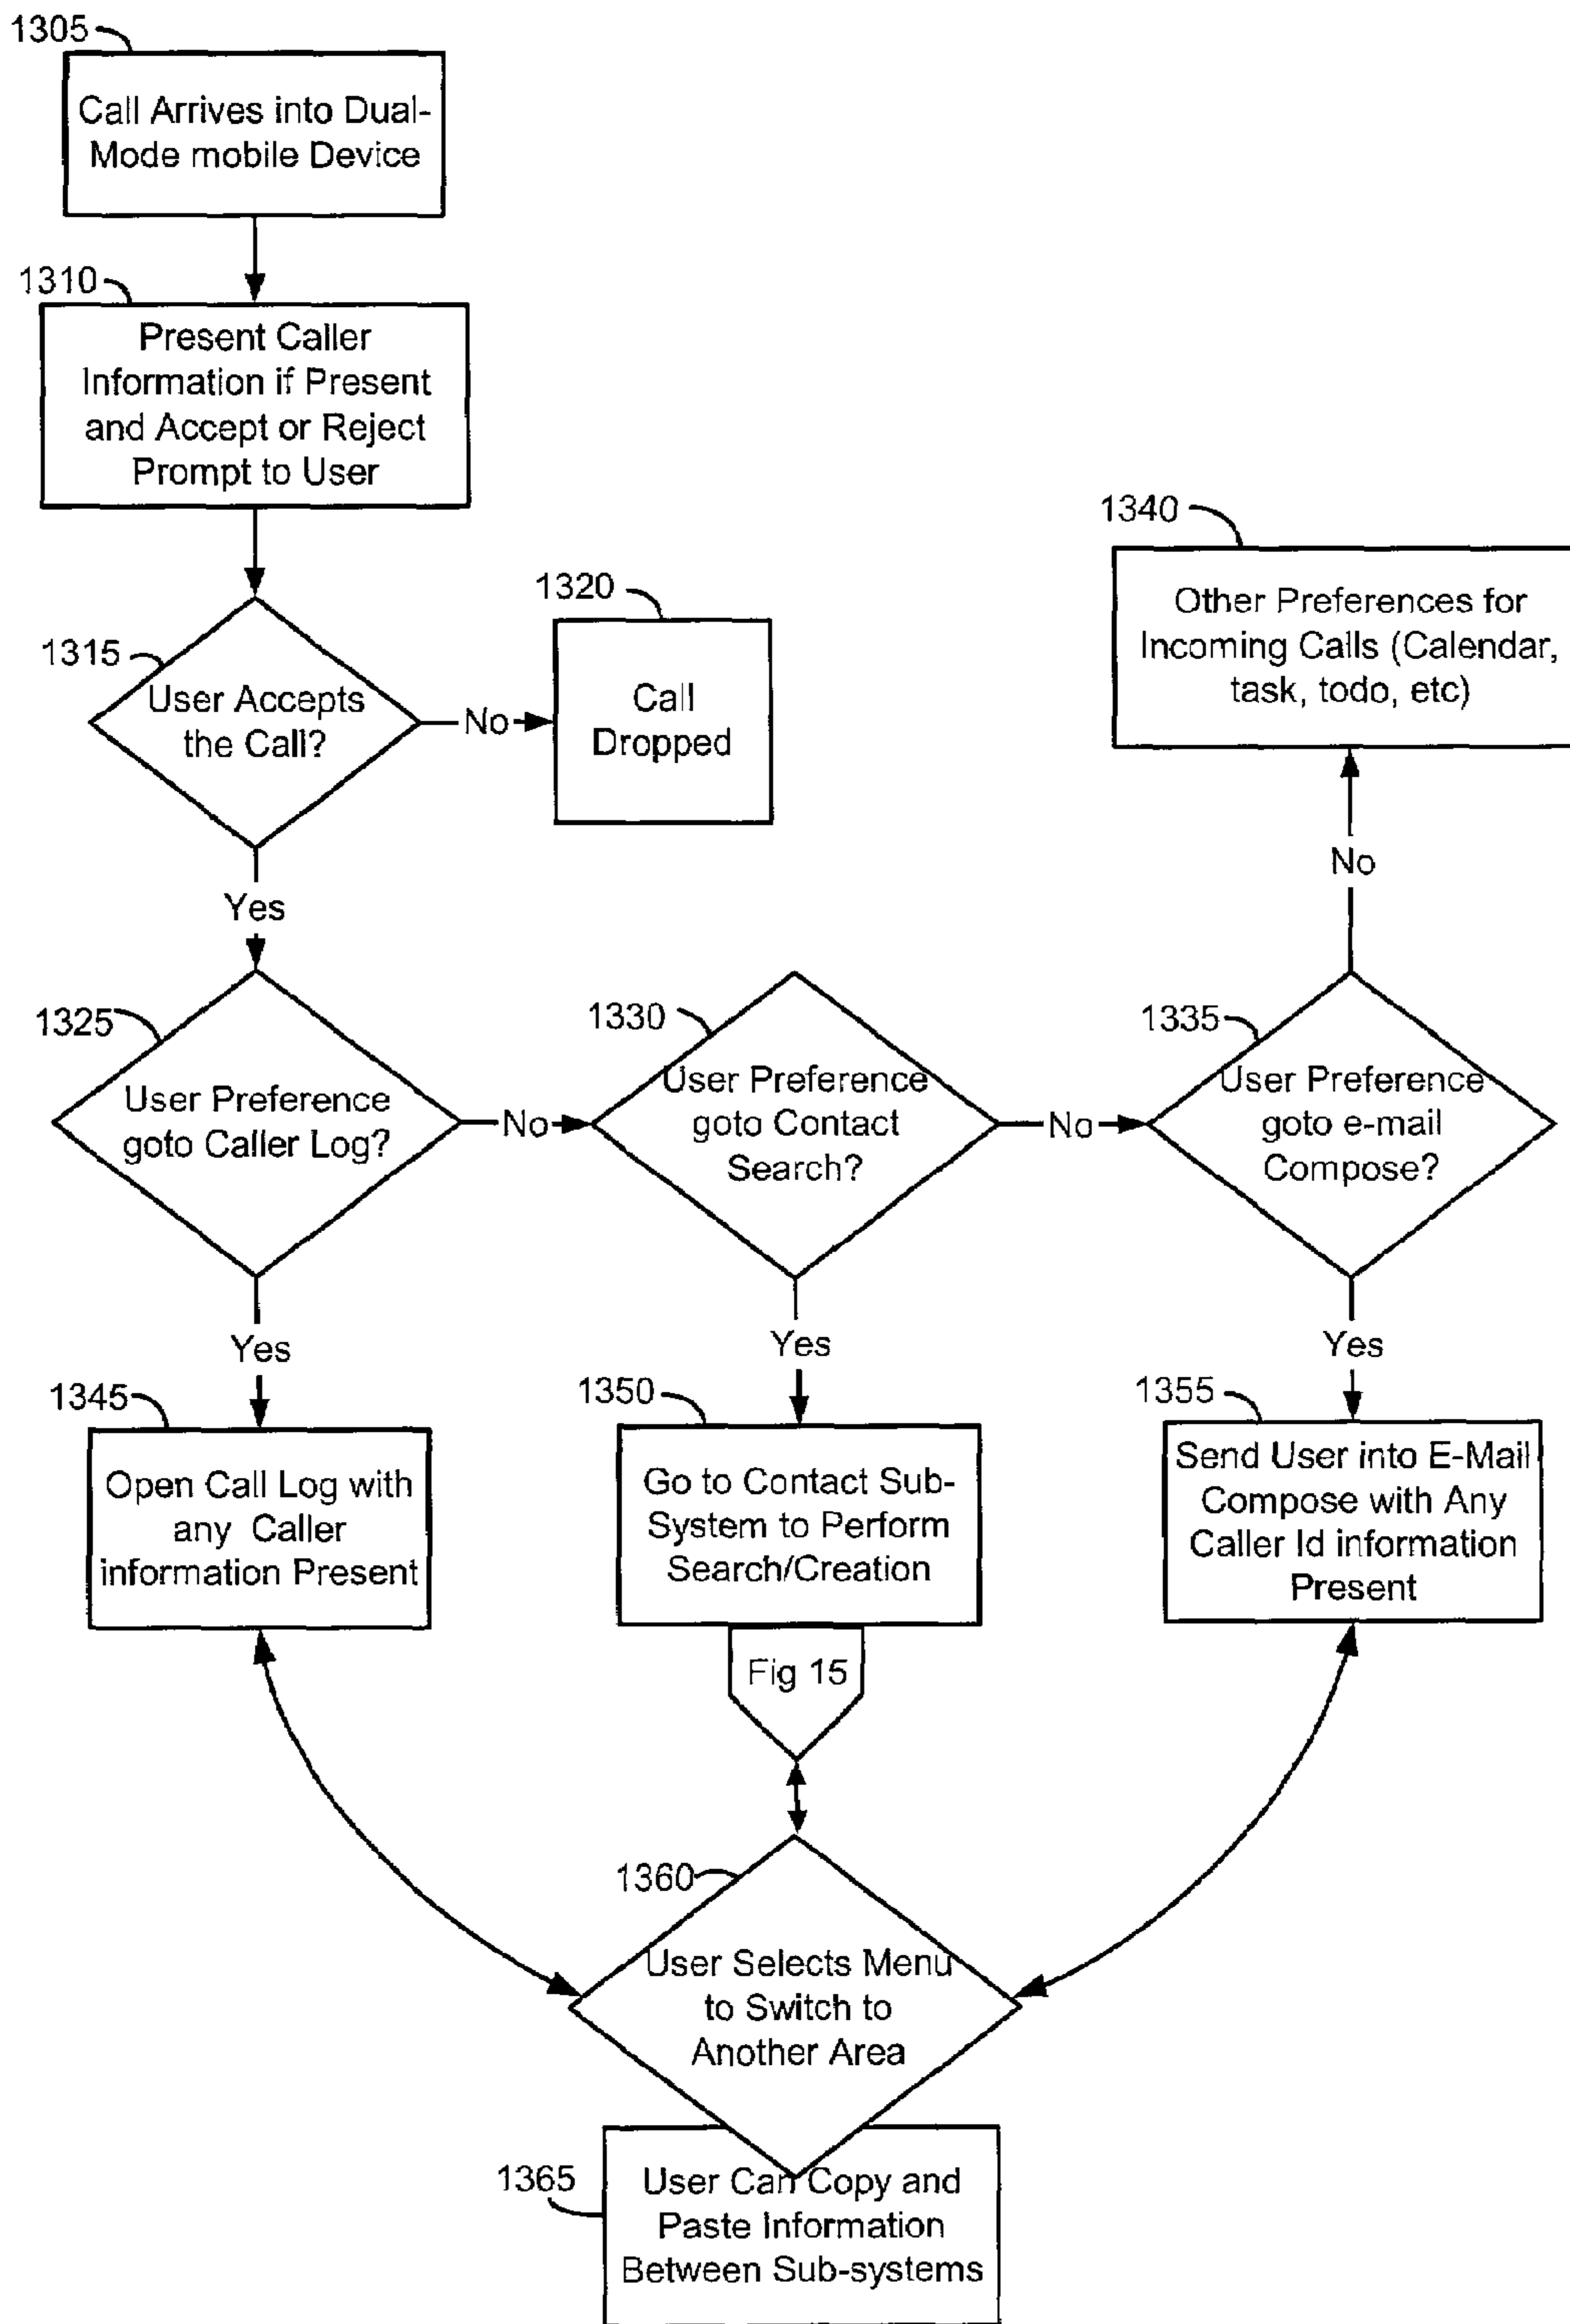 1305
Call Arrives into Dual-
Mode mobile Device
1310
Present Caller
Information if Present
and Accept or Reject
Prompt to User
1315
User Accepts
the Call?
No
1320
Call
Dropped
1340
Other Preferences for
Incoming Calls (Calendar,
task, todo, etc)
No
Yes
1325
User Preference
goto Caller Log?
No
1330
User Preference
goto Contact
Search?
No
1335
User Preference
goto e-mail
Compose?
Yes
Yes
Yes
1345
Open Call Log with
any Caller
information Present
1350
Go to Contact Sub-
System to Perform
Search/Creation
Fig 15
1355
Send User into E-Mail
Compose with Any
Caller Id information
Present
1360
User Selects Menu
to Switch to
Another Area
1365
User Can Copy and
Paste Information
Between Sub-systems